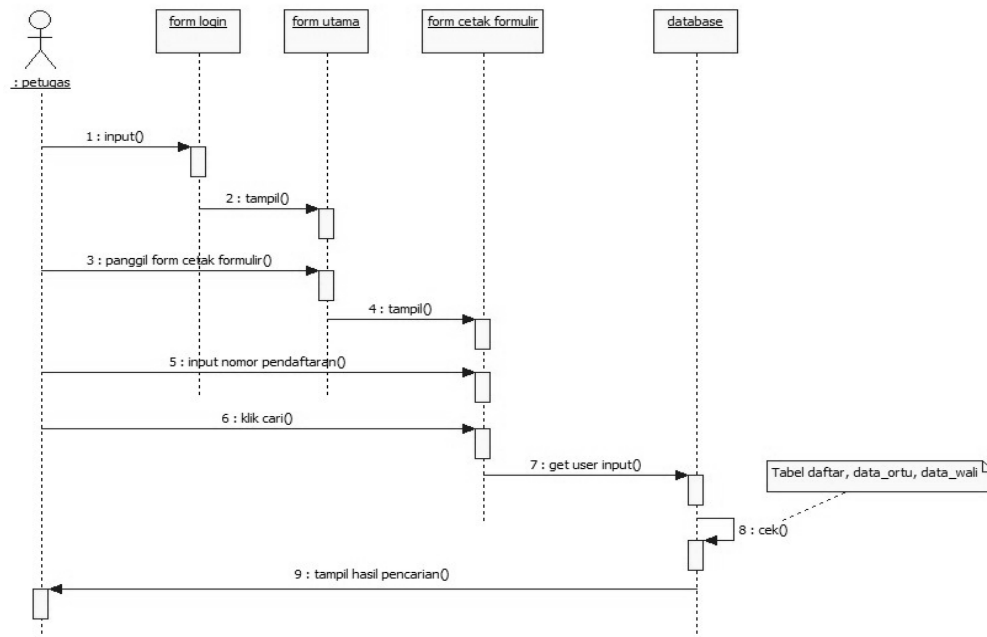 form login
form utama
form cetak formulir
database
: petugas
1 : input()
2 : tampil()
3 : panggil form cetak formulir()
4 : tampil()
5 : input nomor pendaftaran()
6 : klik cari()
7 : get user input()
Tabel daftar, data_ortu, data_wali
8 : cek()
9 : tampil hasil pencarian()